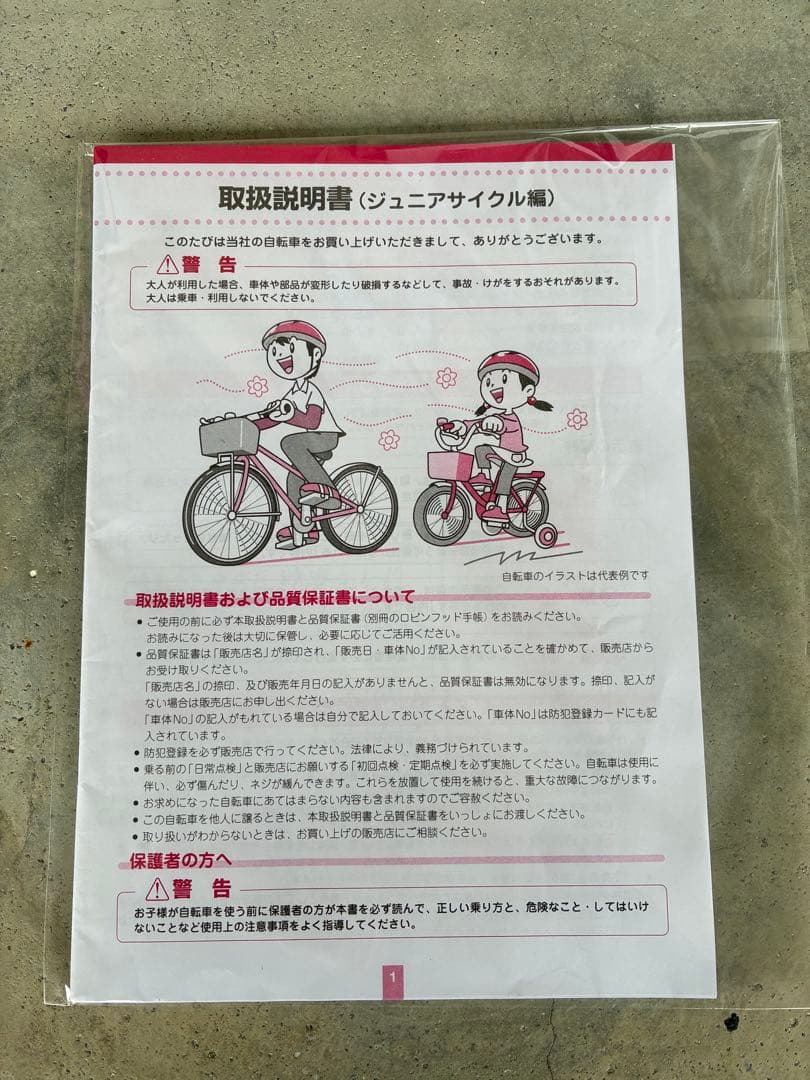 取扱説明書(ジュニアサイクル編)
このたびは当社の自転車をお買い上げいただきまして、ありがとうございます。
警告
大人が利用した場合、車体や部品が変形したり破損するなどして、事故・けがをするおそれがあります。
大人は乗車・利用しないでください。
自転車のイラストは代表例です
取扱説明書および品質保証書について
● ご使用の前に必ず本取扱説明書と品質保証書(別冊のロビンフッド手帳)をお読みください。
お読みになった後は大切に保管し、必要に応じてご活用ください。
● 品質保証書は「販売店名」が捺印され、「販売日・車体No」が記入されていることを確かめて、販売店から
お受け取りください。
「販売店名」の捺印、及び販売年月日の記入がありませんと、品質保証書は無効になります。捺印、記入が
ない場合は販売店にお申し出ください。
「車体No」の記入がもれている場合は自分で記入しておいてください。「車体No」は防犯登録カードにも記
入されています。
● 防犯登録を必ず販売店で行ってください。法律により、義務づけられています。
● 乗る前の「日常点検」と販売店にお願いする「初回点検・定期点検」を必ず実施してください。自転車は使用に
伴い、必ず傷んだり、ネジが緩んできます。これらを放置して使用を続けると、重大な故障につながります。
● お求めになった自転車にあてはまらない内容も含まれますのでご容赦ください。
● この自転車を他人に譲るときは、本取扱説明書と品質保証書をいっしょにお渡しください。
● 取り扱いがわからないときは、お買い上げの販売店にご相談ください。
保護者の方へ
警告
お子様が自転車を使う前に保護者の方が本書を必ず読んで、正しい乗り方と、危険なこと・してはいけ
ないことなど使用上の注意事項をよく指導してください。
1